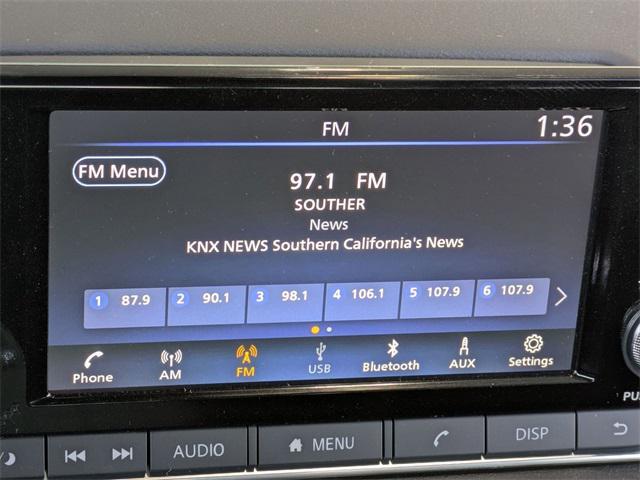 FM 1:36
FM Menu
97.1 FM
SOUTHER
News
KNX NEWS Southern California's News
1 87.9 2 90.1 3 98.1 4 106.1 5 107.9 6 107.9
Phone AM FM USB Bluetooth AUX Settings
AUDIO MENU DISP